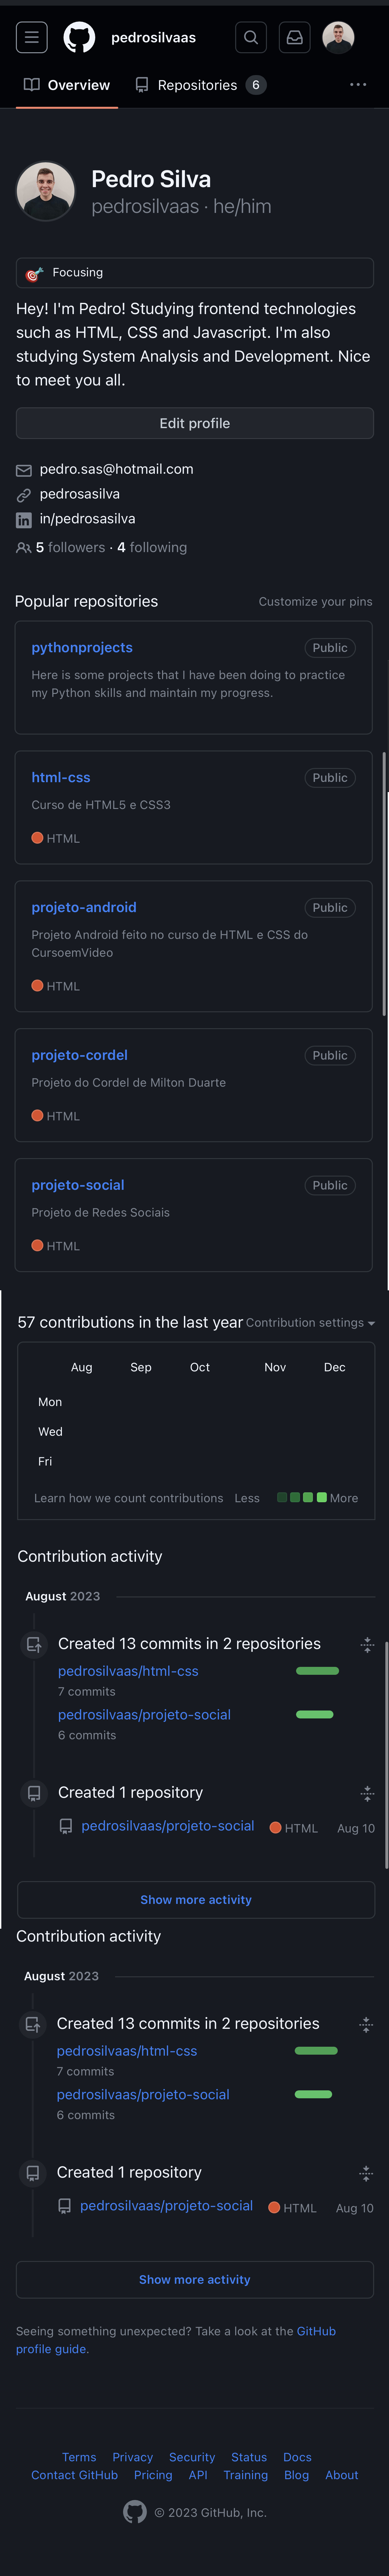 pedrosilvaas
Overview
Repositories 6
Pedro Silva
pedrosilvaas · he/him
Focusing
Hey! I'm Pedro! Studying frontend technologies
such as HTML, CSS and Javascript. I'm also
studying System Analysis and Development. Nice
to meet you all.
Edit profile
pedro.sas@hotmail.com
pedrosasilva
in/pedrosasilva
5 followers · 4 following
Popular repositories
Customize your pins
pythonprojects
Public
Here is some projects that I have been doing to practice
my Python skills and maintain my progress.
html-css
Public
Curso de HTML5 e CSS3
HTML
projeto-android
Public
Projeto Android feito no curso de HTML e CSS do
CursoemVideo
HTML
projeto-cordel
Public
Projeto do Cordel de Milton Duarte
HTML
projeto-social
Public
Projeto de Redes Sociais
HTML
57 contributions in the last year
Contribution settings
Aug Sep Oct Nov Dec
Mon
Wed
Fri
Learn how we count contributions
Less
More
Contribution activity
August 2023
Created 13 commits in 2 repositories
pedrosilvaas/html-css
7 commits
pedrosilvaas/projeto-social
6 commits
Created 1 repository
pedrosilvaas/projeto-social
HTML
Aug 10
Show more activity
Contribution activity
August 2023
Created 13 commits in 2 repositories
pedrosilvaas/html-css
7 commits
pedrosilvaas/projeto-social
6 commits
Created 1 repository
pedrosilvaas/projeto-social
HTML
Aug 10
Show more activity
Seeing something unexpected? Take a look at the GitHub
profile guide.
Terms Privacy Security Status Docs
Contact GitHub Pricing API Training Blog About
© 2023 GitHub, Inc.